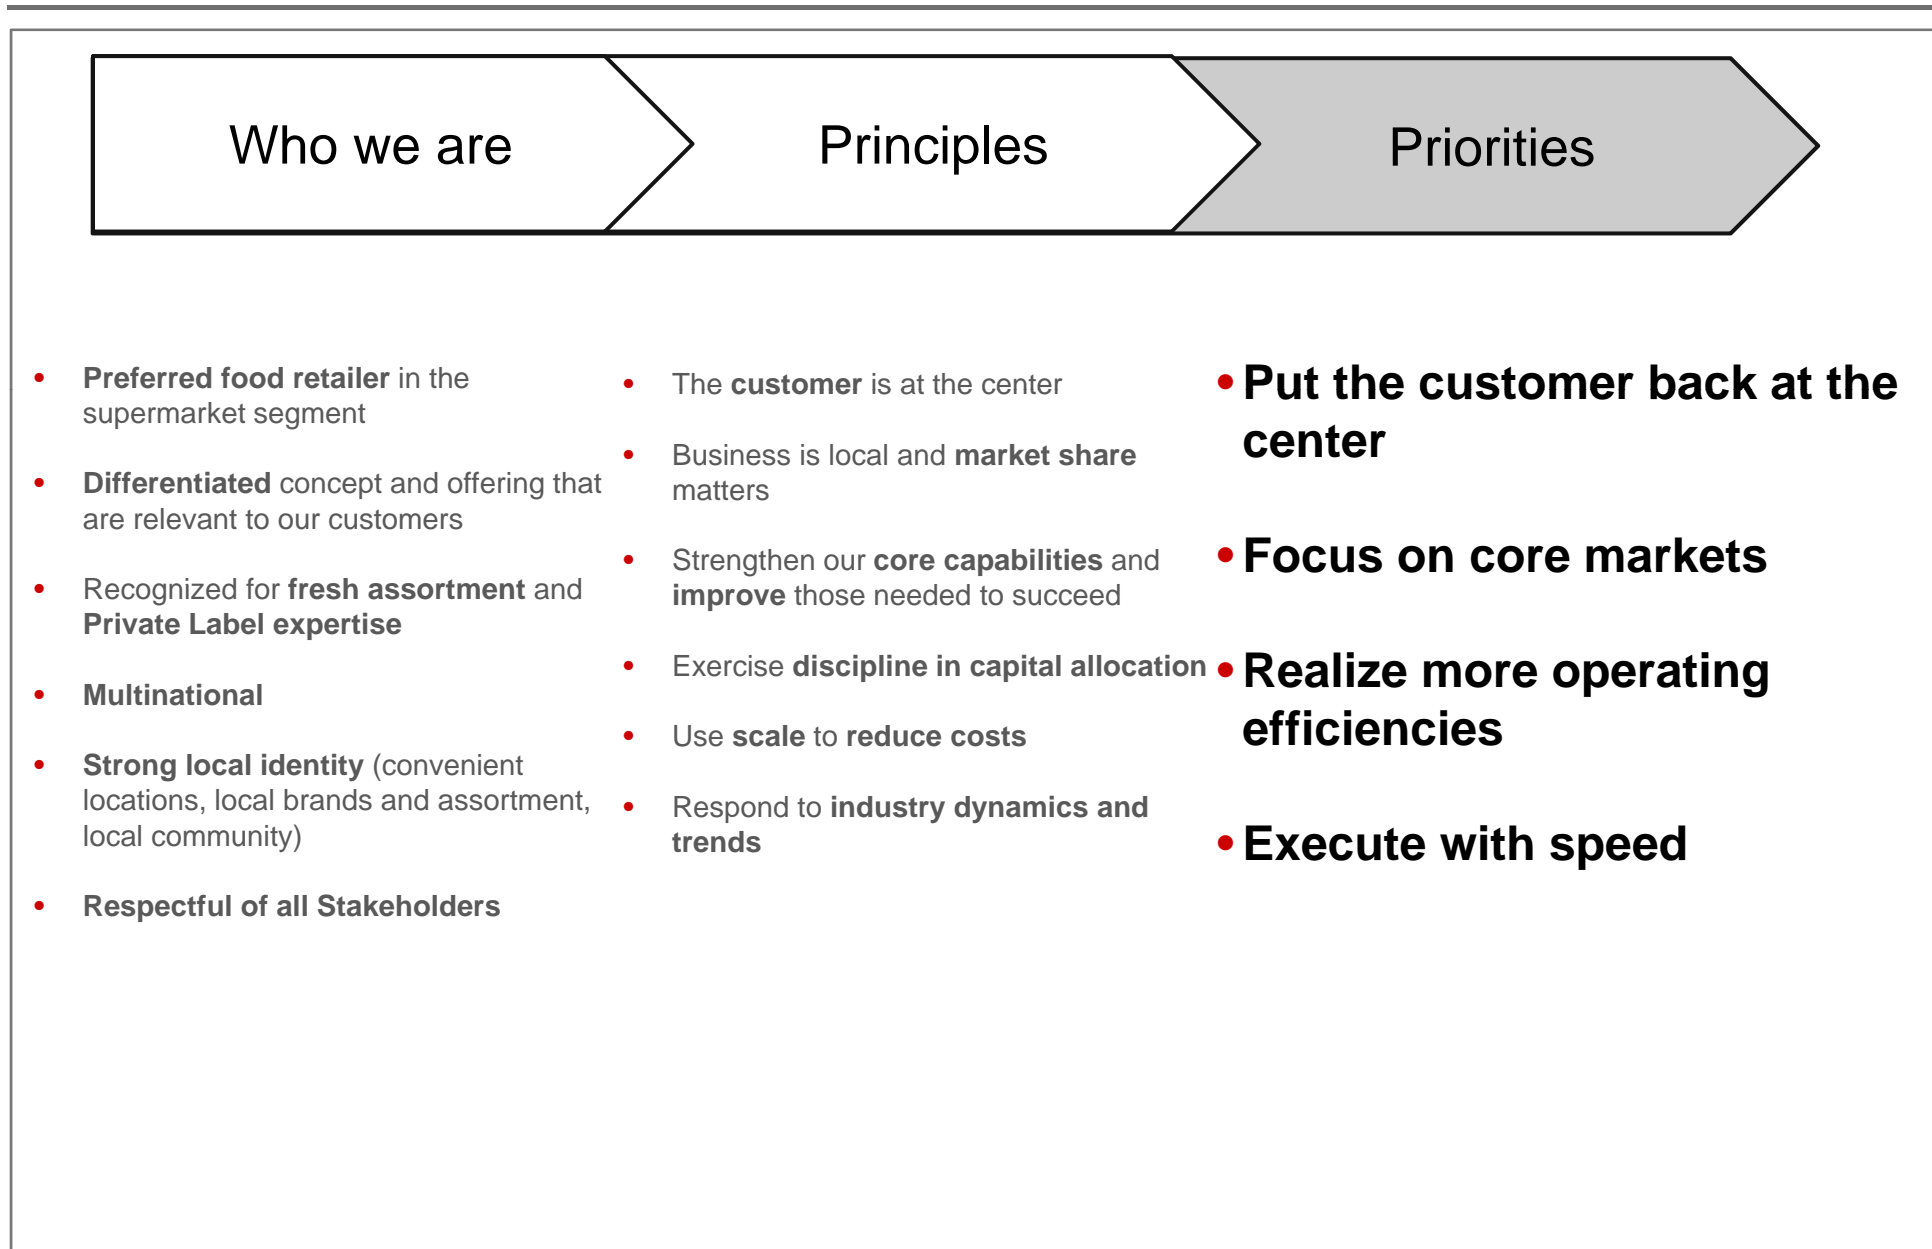 Who we are
Principles
Priorities
• Preferred food retailer in the
supermarket segment
• Differentiated concept and offering that
are relevant to our customers
• Recognized for fresh assortment and
Private Label expertise
• Multinational
• Strong local identity (convenient
locations, local brands and assortment,
local community)
• Respectful of all Stakeholders
• The customer is at the center
• Business is local and market share
matters
• Strengthen our core capabilities and
improve those needed to succeed
• Exercise discipline in capital allocation
• Use scale to reduce costs
• Respond to industry dynamics and
trends
• Put the customer back at the
center
• Focus on core markets
• Realize more operating
efficiencies
• Execute with speed